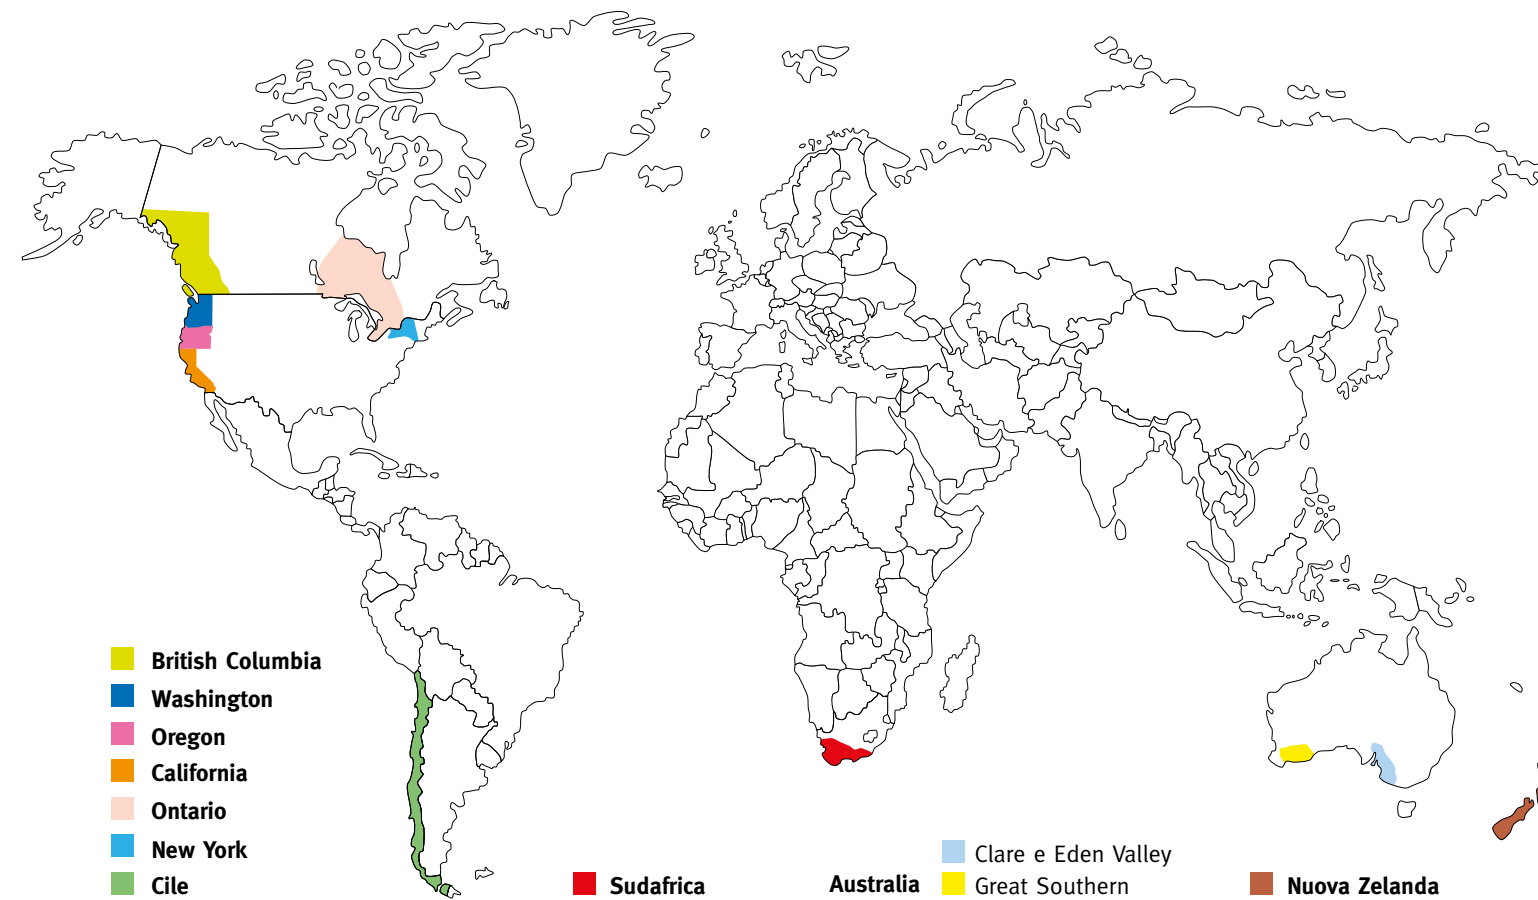 British Columbia
Washington
Oregon
California
Ontario
New York
Cile
Sudafrica
Australia
Clare e Eden Valley
Great Southern
Nuova Zelanda